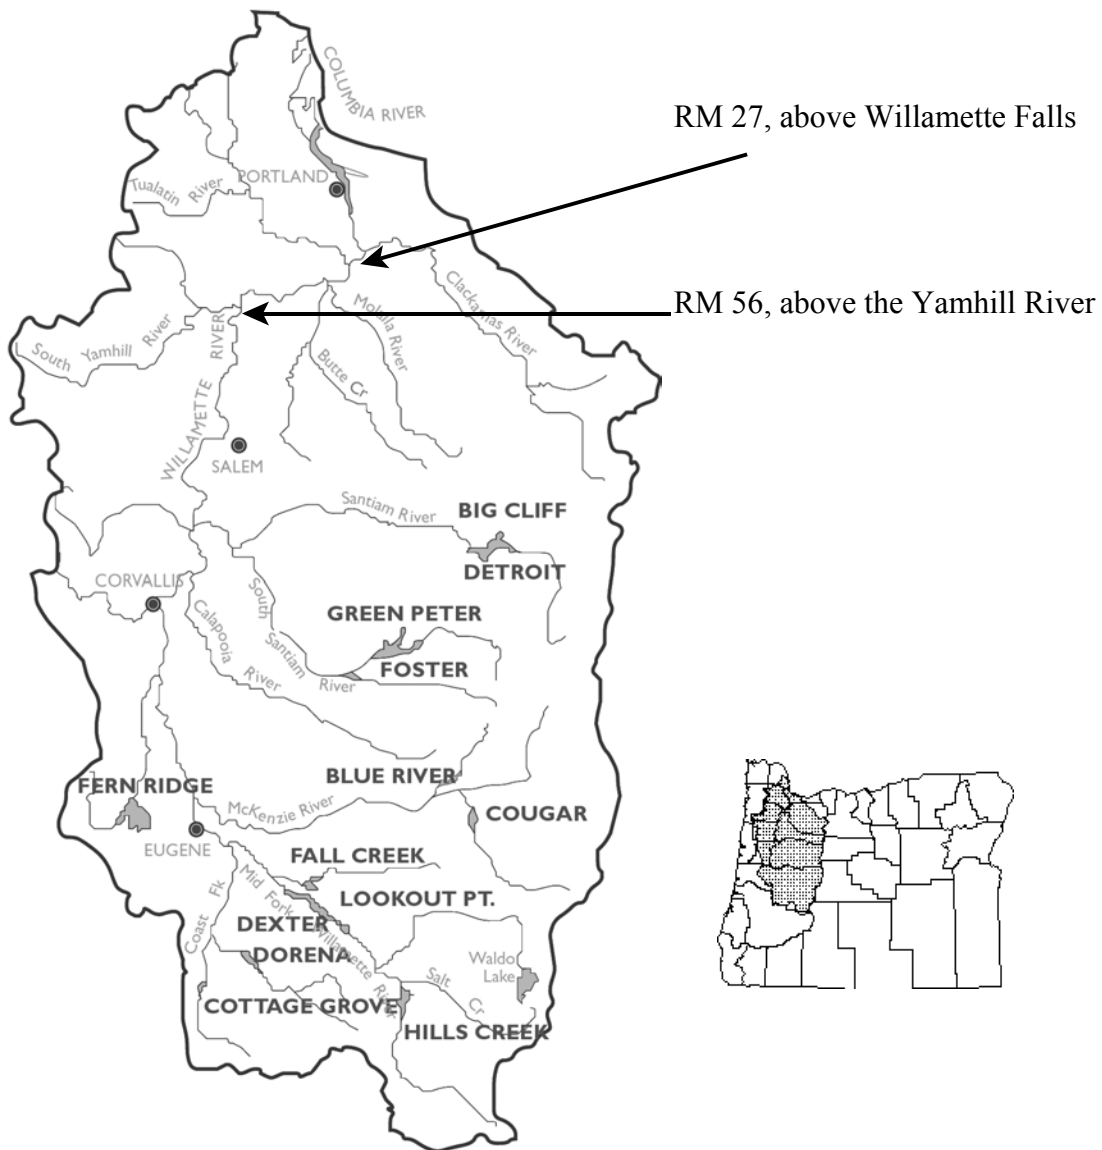 COLUMBIA RIVER
RM 27, above Willamette Falls
PORTLAND
Tualatin River
Clackamas River
RM 56, above the Yamhill River
Molalla River
South Yamhill River
Butte Cr
WILLAMETTE RIVER
SALEM
Santiam River
BIG CLIFF
DETROIT
CORVALLIS
South Santiam River
GREEN PETER
Calapooia River
FOSTER
BLUE RIVER
FERN RIDGE
McKenzie River
COUGAR
EUGENE
FALL CREEK
Mid Fork Willamette River
LOOKOUT PT.
Coast Fk
DEXTER
DORENA
Waldo
Lake
Salt Cr
COTTAGE GROVE
HILLS CREEK